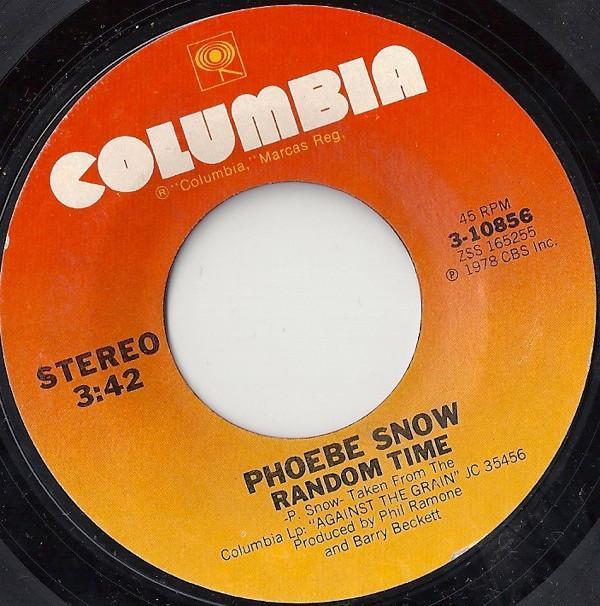 COLUMBIA
® "Columbia," Marcas Reg.
45 RPM
3-10856
ZSS 165255
℗ 1978 CBS Inc.
STEREO
3:42
PHOEBE SNOW
RANDOM TIME
-P. Snow- Taken From The
Columbia Lp: "AGAINST THE GRAIN" JC 35456
Produced by Phil Ramone
and Barry Beckett